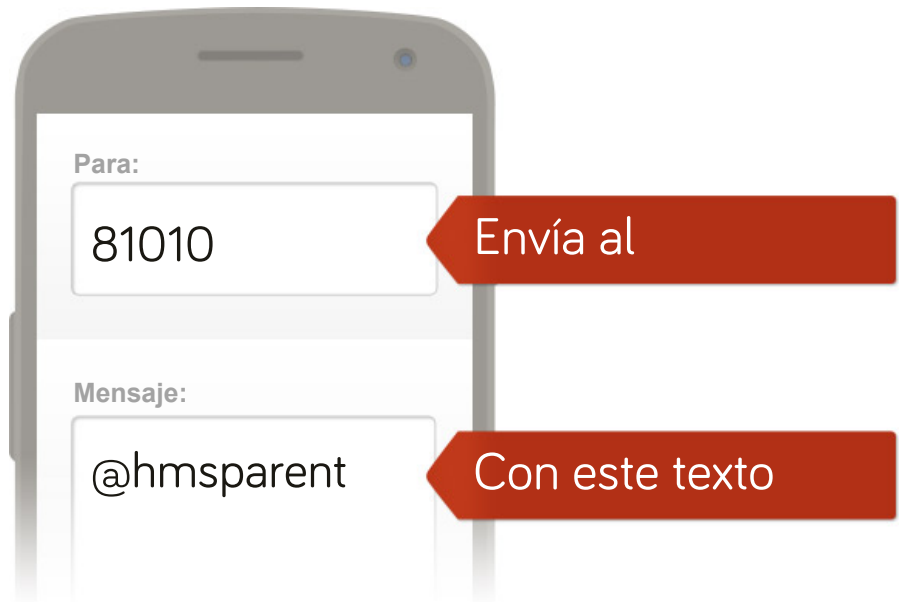 Para:
81010
Envía al
Mensaje:
@hmsparent
Con este texto